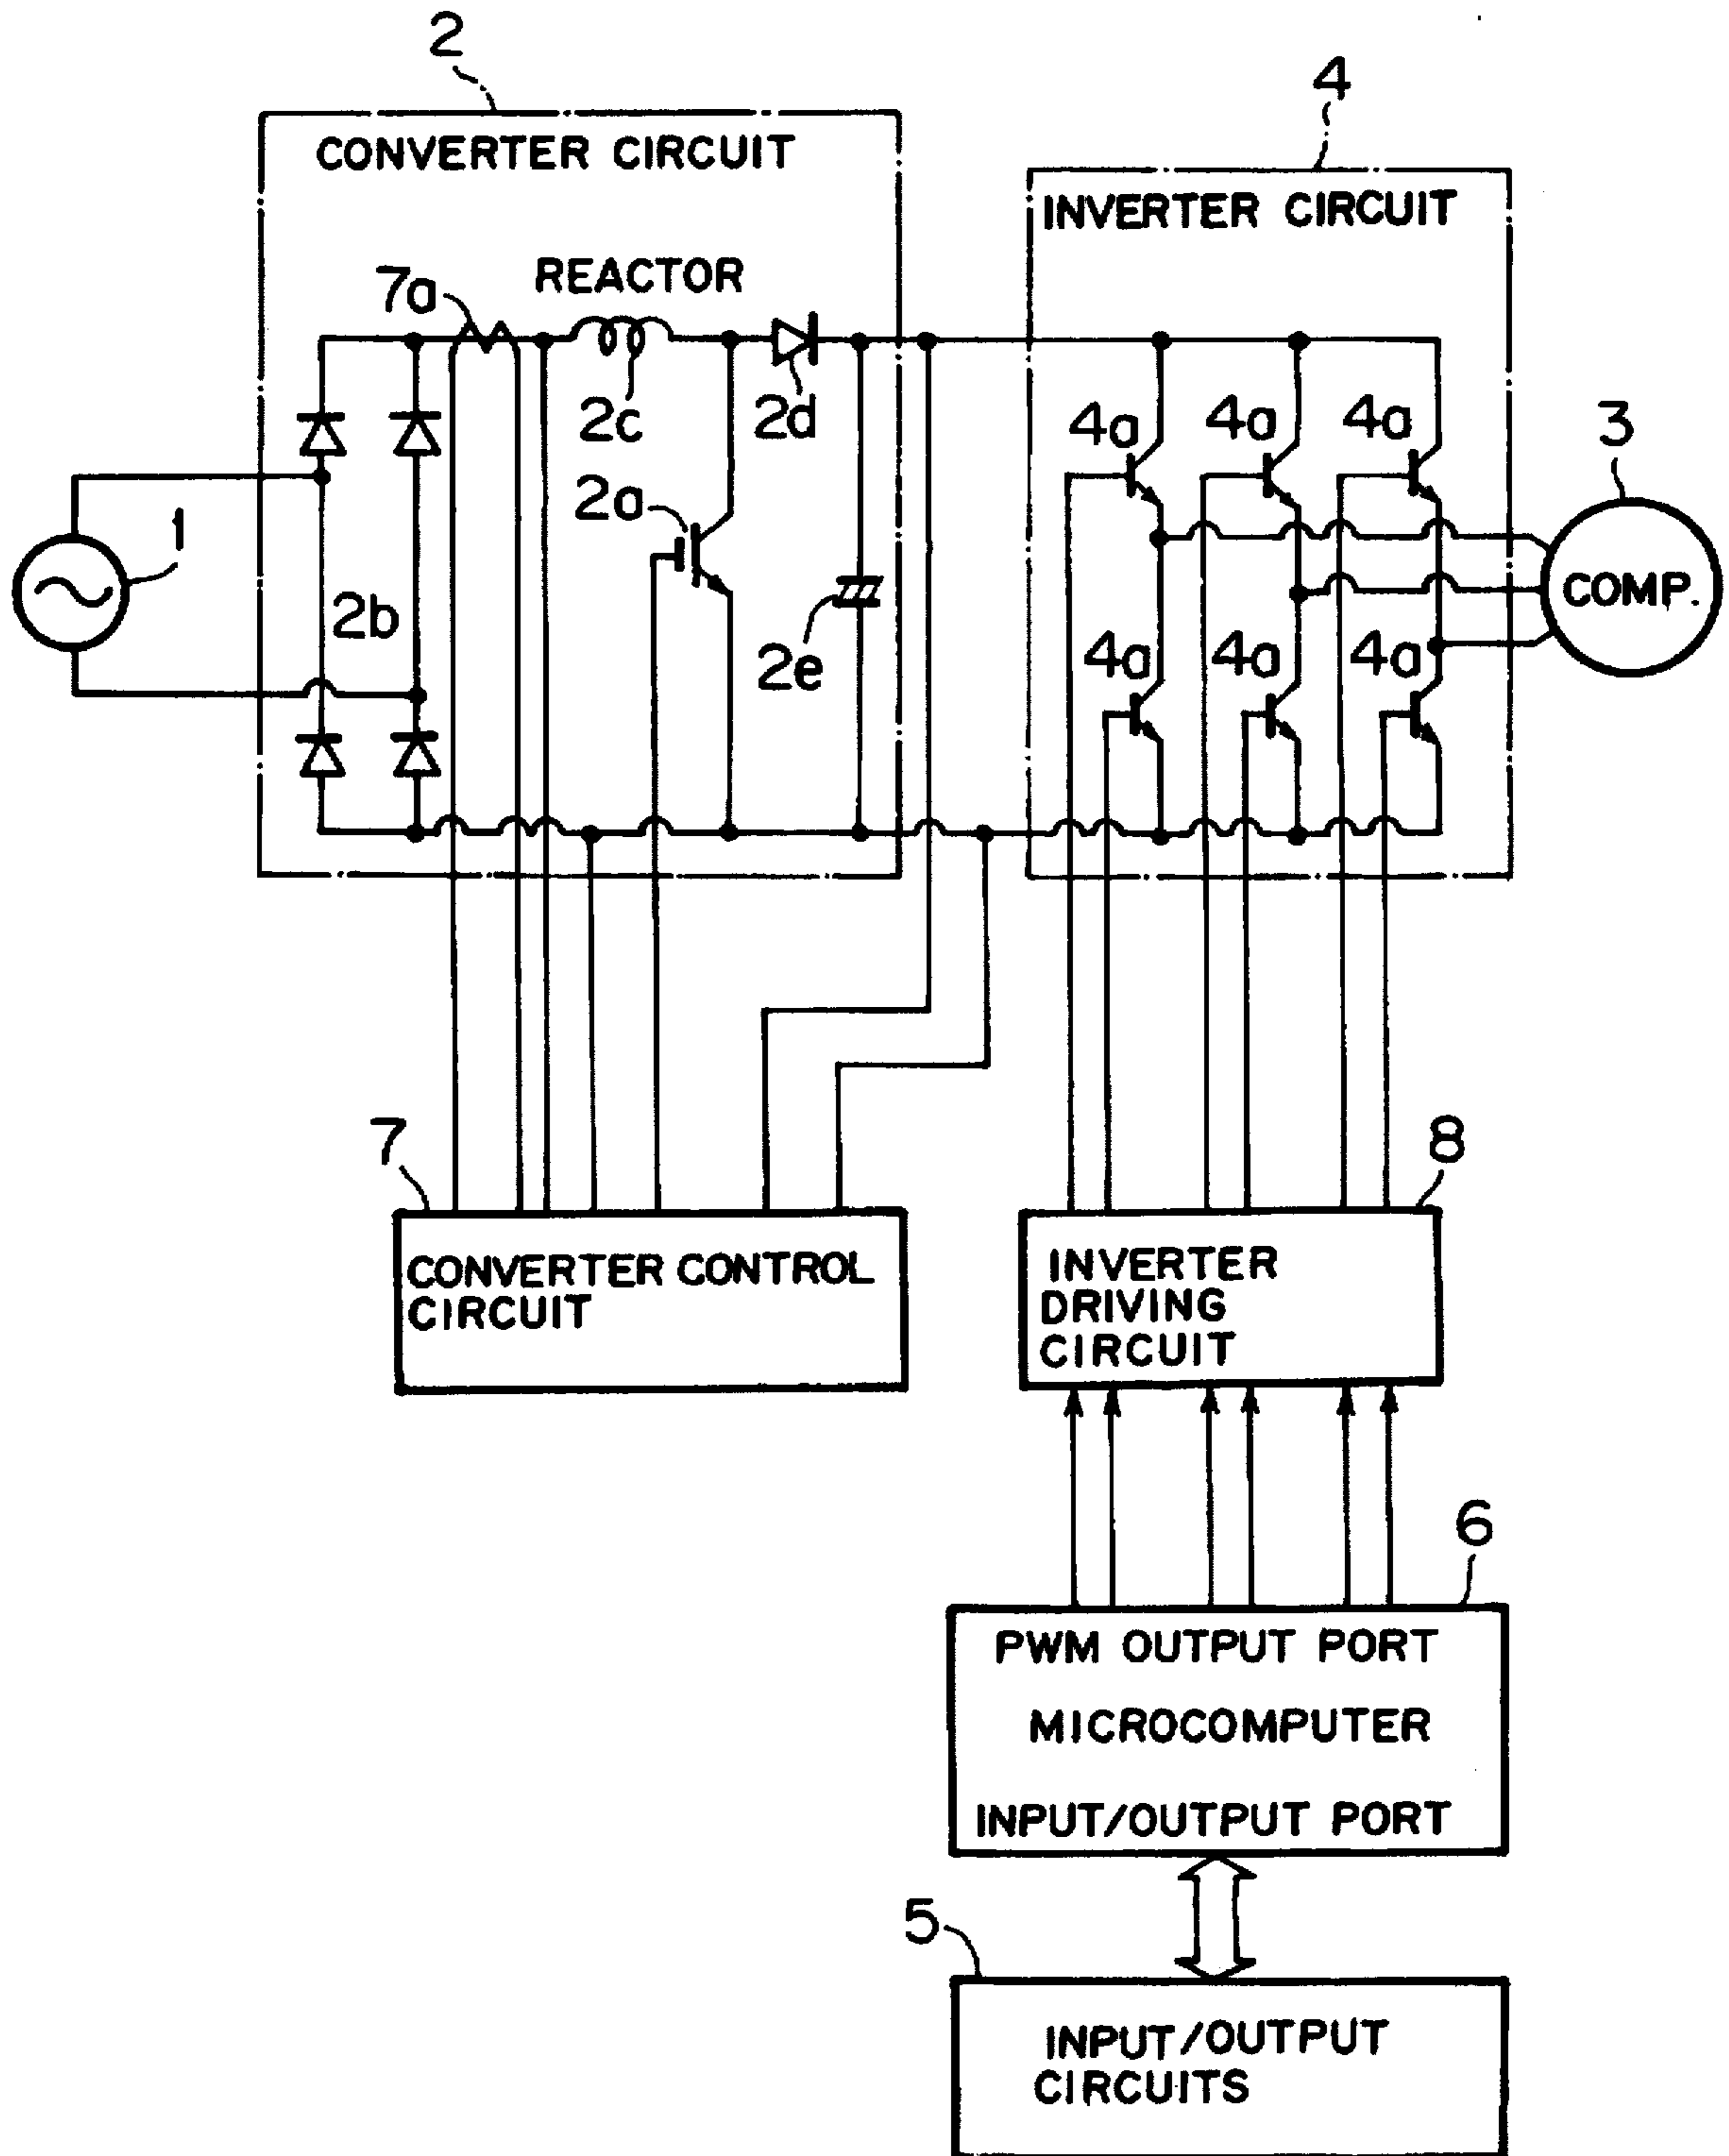 2
4
CONVERTER CIRCUIT
INVERTER CIRCUIT
REACTOR
7a
2c
2d
4a
4a
4a
3
2a
1
COMP.
2b
2e
4a
4a
4a
7
8
CONVERTER CONTROL
CIRCUIT
INVERTER
DRIVING
CIRCUIT
6
PWM OUTPUT PORT
MICROCOMPUTER
INPUT/OUTPUT PORT
5
INPUT/OUTPUT
CIRCUITS